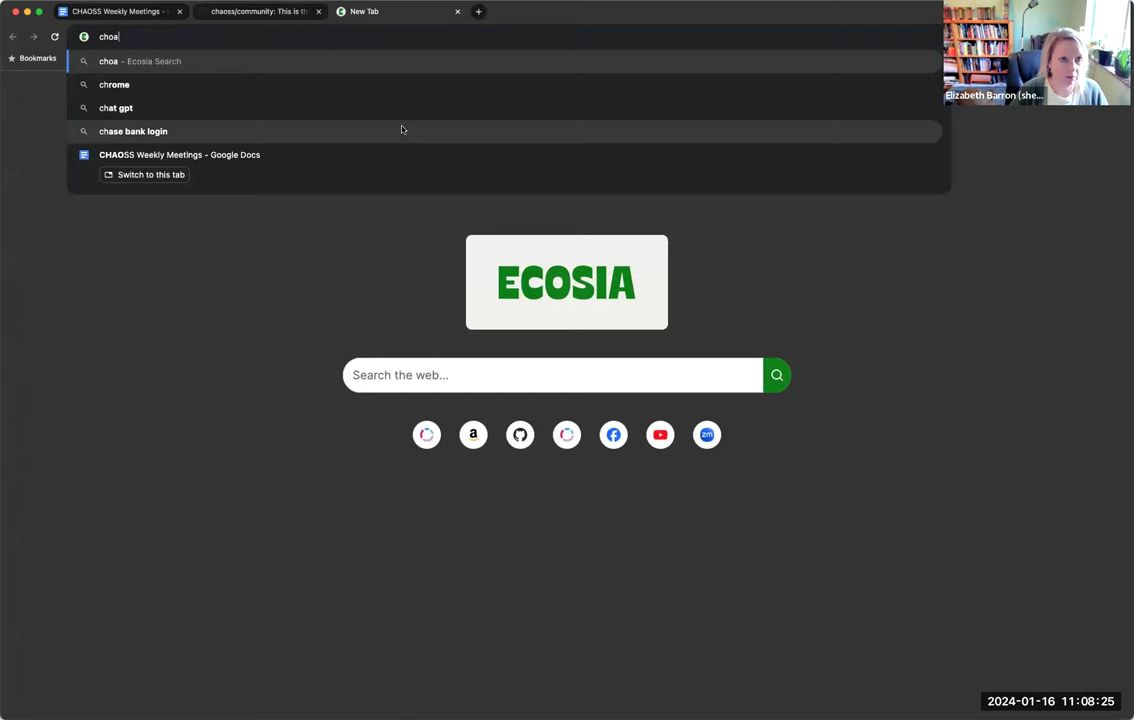 CHAOSS Weekly Meetings -
chaoss/community: This is th
New Tab
choa
Bookmarks
choa - Ecosia Search
chrome
chat gpt
chase bank login
CHAOSS Weekly Meetings - Google Docs
Switch to this tab
Elizabeth Barron (she...
ECOSIA
Search the web...
a
zm
2024-01-16 11:08:25